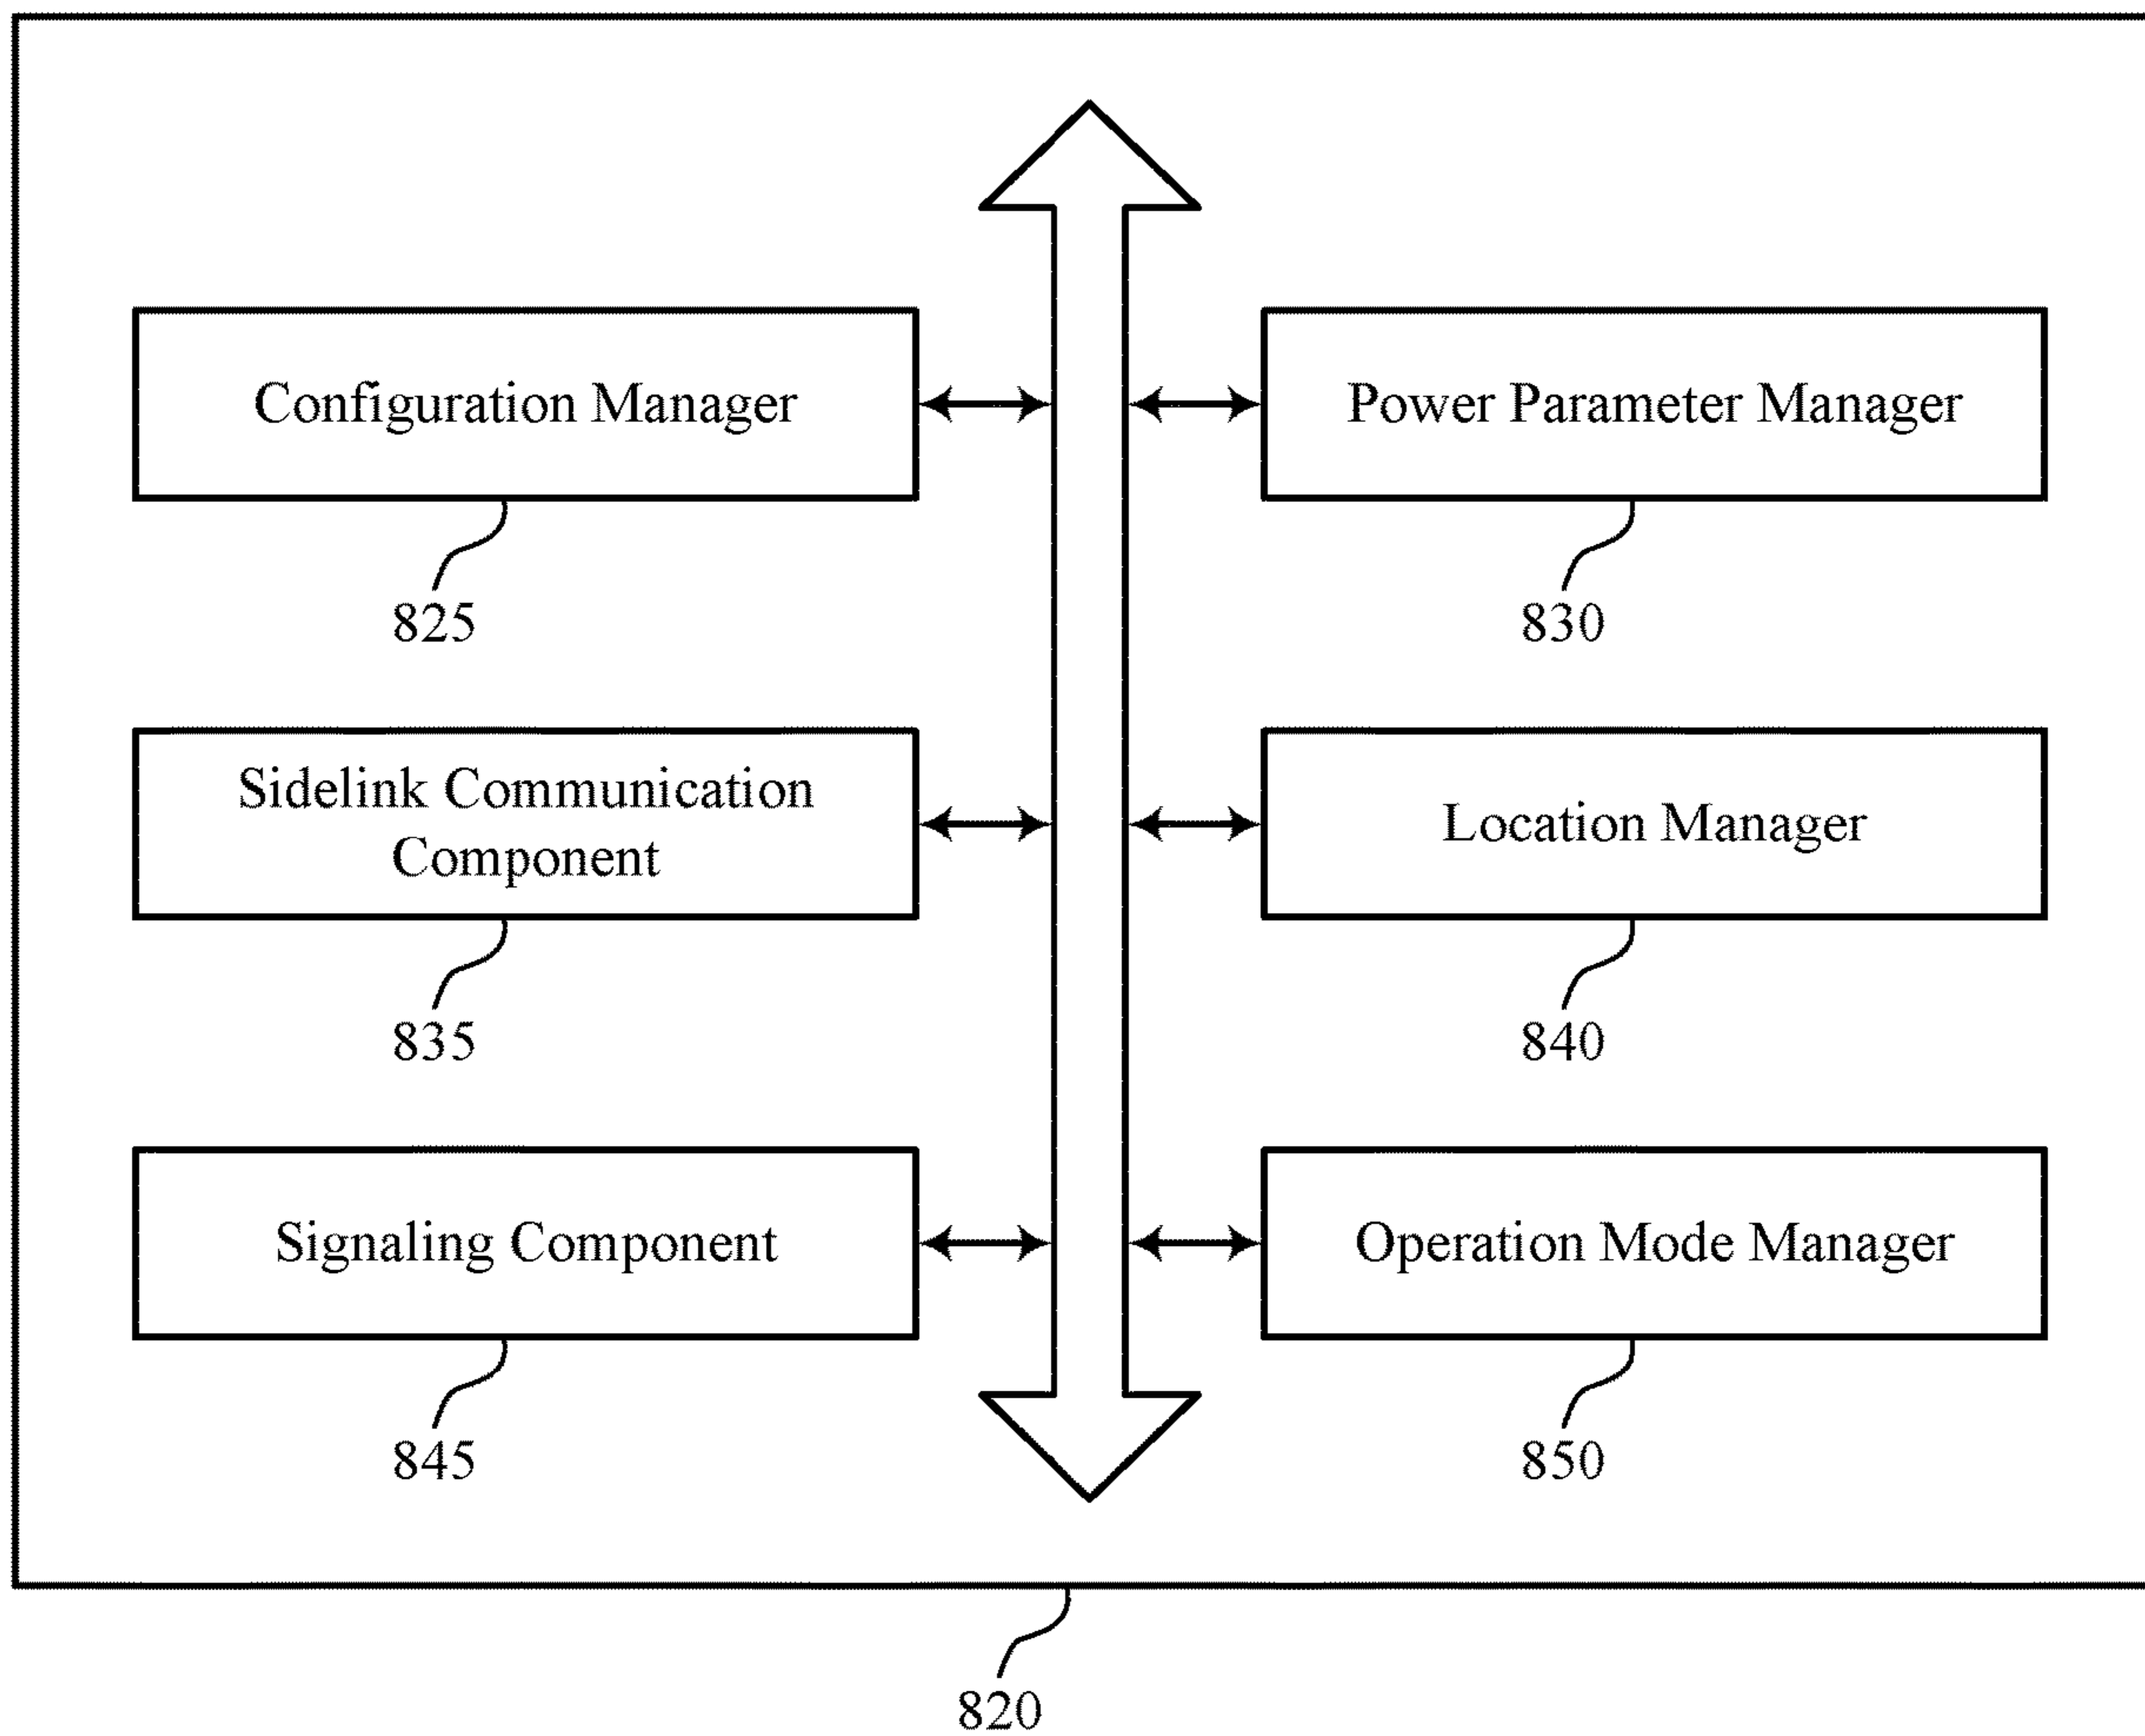 Configuration Manager
Power Parameter Manager
825
830
Sidelink Communication
Component
Location Manager
835
840
Signaling Component
Operation Mode Manager
845
850
820